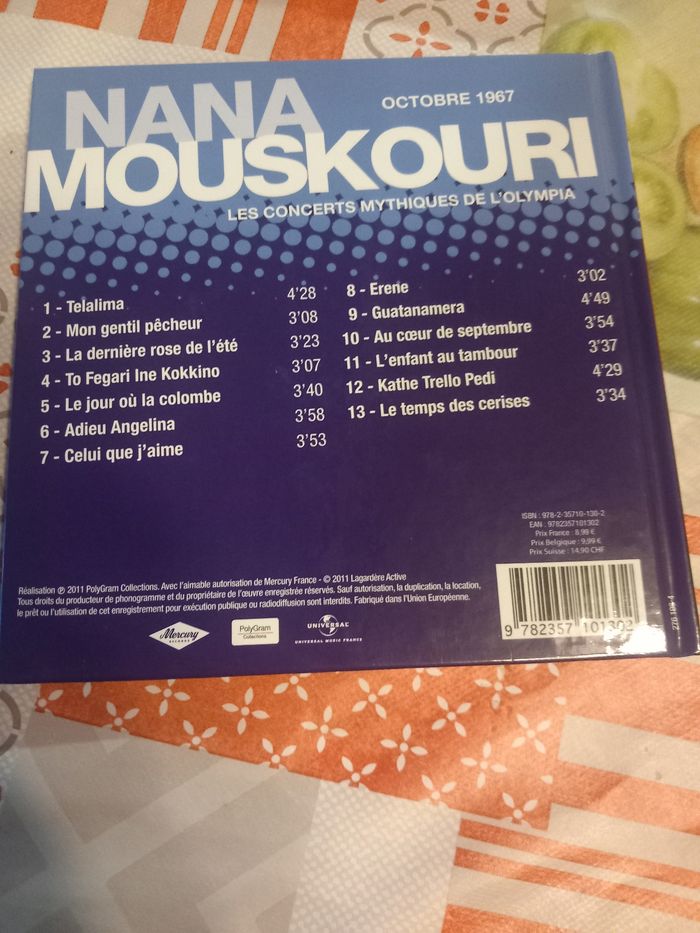 NANA
OCTOBRE 1967
MOUSKOURI
LES CONCERTS MYTHIQUES DE L'OLYMPIA
1 - Telalima 4'28
2 - Mon gentil pêcheur 3'08
3 - La dernière rose de l'été 3'23
4 - To Fegari Ine Kokkino 3'07
5 - Le jour où la colombe 3'40
6 - Adieu Angelina 3'58
7 - Celui que j'aime 3'53
8 - Erene 3'02
9 - Guatanamera 4'49
10 - Au cœur de septembre 3'54
11 - L'enfant au tambour 3'37
12 - Kathe Trello Pedi 4'29
13 - Le temps des cerises 3'34
ISBN : 978-2-35710-130-2
EAN : 9782357101302
Prix France : 8,99 €
Prix Belgique : 9,99 €
Prix Suisse : 14,90 CHF
Réalisation ℗ 2011 PolyGram Collections. Avec l'aimable autorisation de Mercury France - © 2011 Lagardère Active
Tous droits du producteur de phonogramme et du propriétaire de l'œuvre enregistrée réservés. Sauf autorisation, la duplication, la location,
le prêt ou l'utilisation de cet enregistrement pour exécution publique ou radiodiffusion sont interdits. Fabriqué dans l'Union Européenne.
Mercury
RECORDS
PolyGram
Collections
UNIVERSAL
UNIVERSAL MUSIC FRANCE
9 782357 101302